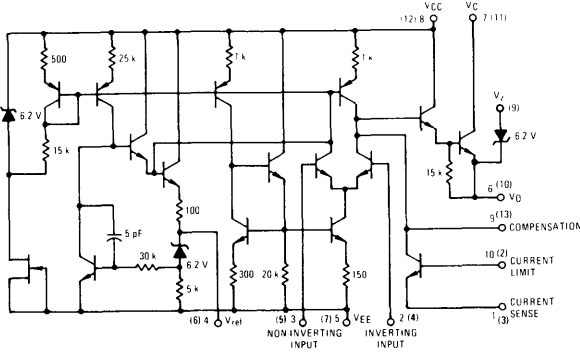 VCC VC
(12) 8 7 (11)
500 25 k 1 k 1 k
Vz
(9)
6.2 V 6.2 V
15 k 15 k
6 (10)
VO
100
9 (13)
COMPENSATION
5 pF
30 k 6.2 V 10 (2)
CURRENT
LIMIT
5 k 300 20 k 150
1 (3)
CURRENT
SENSE
(6) 4 Vref (5) 3 (7) 5 VEE 2 (4)
NON-INVERTING
INPUT
INVERTING
INPUT